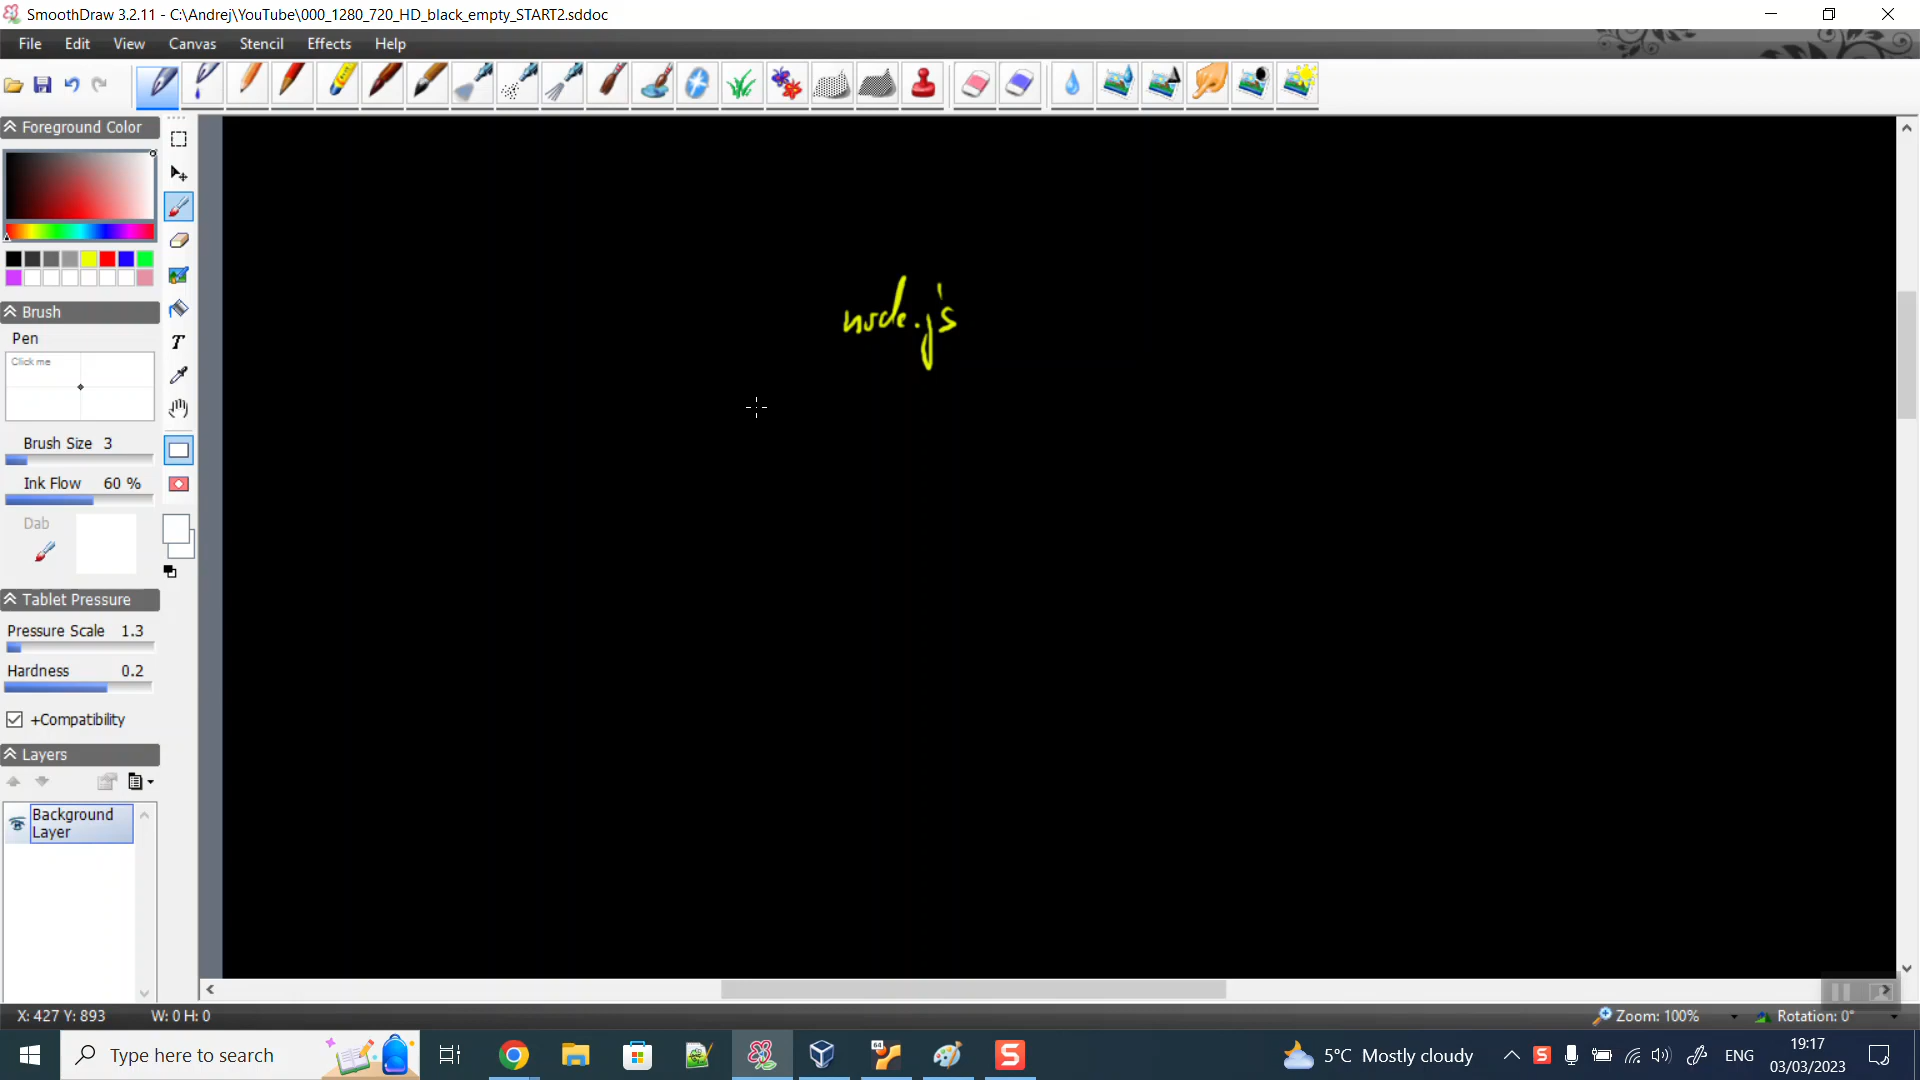 SmoothDraw 3.2.11 - C:\Andrej\YouTube\000_1280_720_HD_black_empty_START2.sddoc
File Edit View Canvas Stencil Effects Help
Foreground Color
Brush
Pen
Click me
Brush Size 3
Ink Flow 60 %
Dab
Tablet Pressure
Pressure Scale 1.3
Hardness 0.2
+Compatibility
Layers
Background
Layer
node.js
T
X: 427 Y: 893 W: 0 H: 0
Zoom: 100% Rotation: 0°
Type here to search
64
S
5°C Mostly cloudy
S
ENG
19:17
03/03/2023